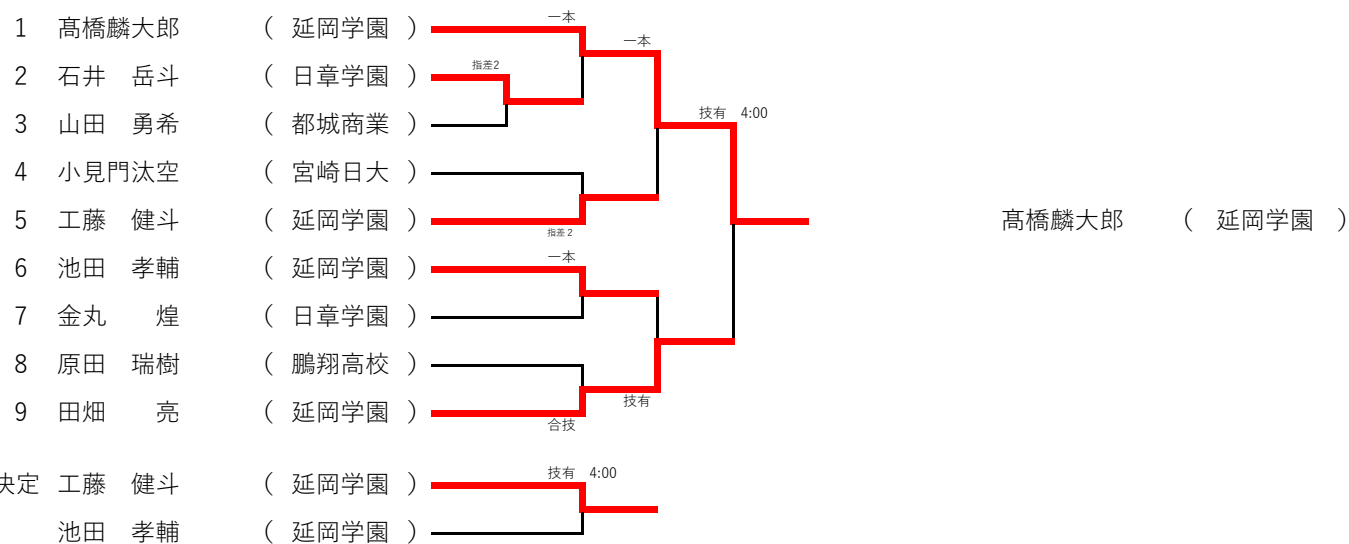 一本
1 髙橋麟大郎 ( 延岡学園 )
一本
指差2
2 石井 岳斗 ( 日章学園 )
技有 4:00
3 山田 勇希 ( 都城商業 )
4 小見門汰空 ( 宮崎日大 )
5 工藤 健斗 ( 延岡学園 ) 髙橋麟大郎 ( 延岡学園 )
指差2
一本
6 池田 孝輔 ( 延岡学園 )
7 金丸 煌 ( 日章学園 )
8 原田 瑞樹 ( 鵬翔高校 )
技有
9 田畑 亮 ( 延岡学園 )
合技
技有 4:00
決定 工藤 健斗 ( 延岡学園 )
池田 孝輔 ( 延岡学園 )